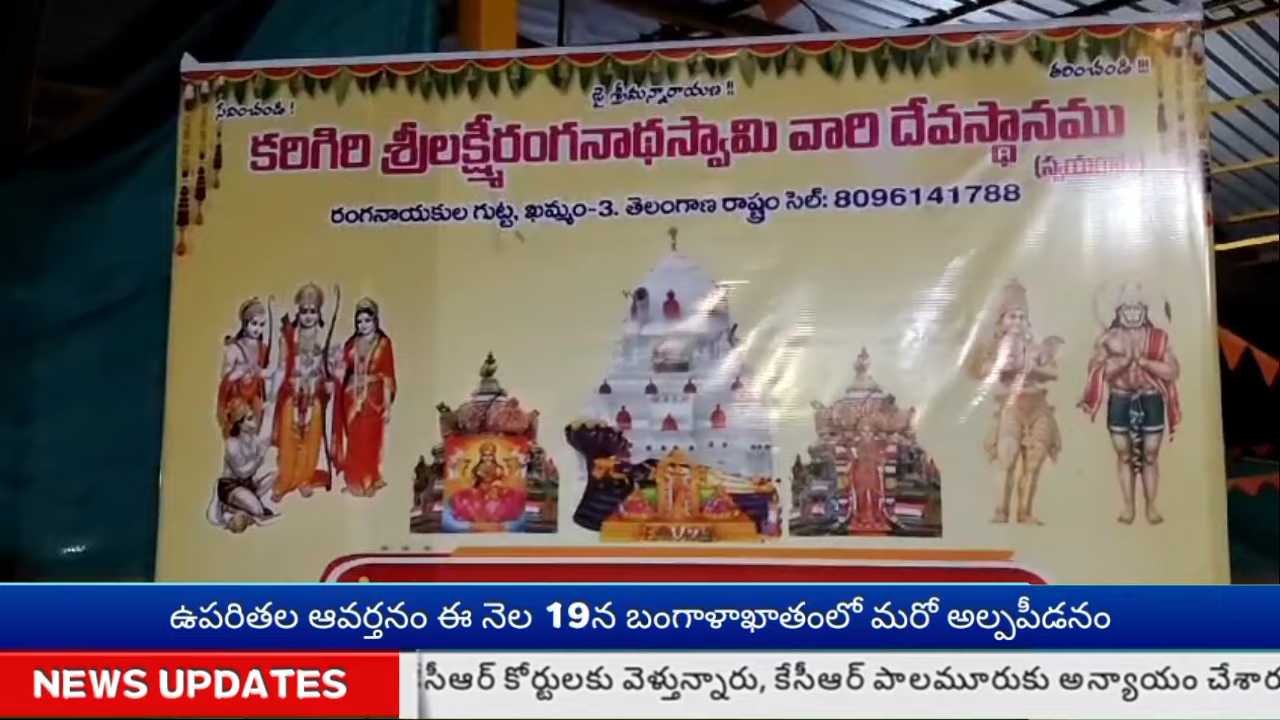 సేవించండి !
జై శ్రీమన్నారాయణ !!
తరించండి !!!
కరిగిరి శ్రీలక్ష్మీరంగనాథస్వామి వారి దేవస్థానము
రంగనాయకుల గుట్ట, ఖమ్మం-3. తెలంగాణ రాష్ట్రం సెల్: 8096141788
ఉపరితల ఆవర్తనం ఈ నెల 19న బంగాళాఖాతంలో మరో అల్పపీడనం
NEWS UPDATES
సీఆర్ కోర్టులకు వెళ్తున్నారు, కేసీఆర్ పాలమూరుకు అన్యాయం చేశార